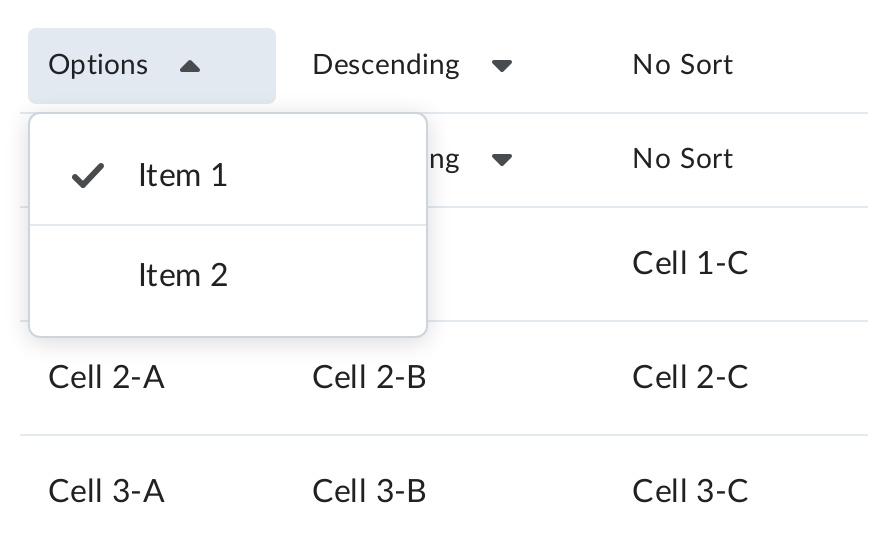 Options Descending No Sort
ng No Sort
Item 1
Cell 1-C
Item 2
Cell 2-A Cell 2-B Cell 2-C
Cell 3-A Cell 3-B Cell 3-C